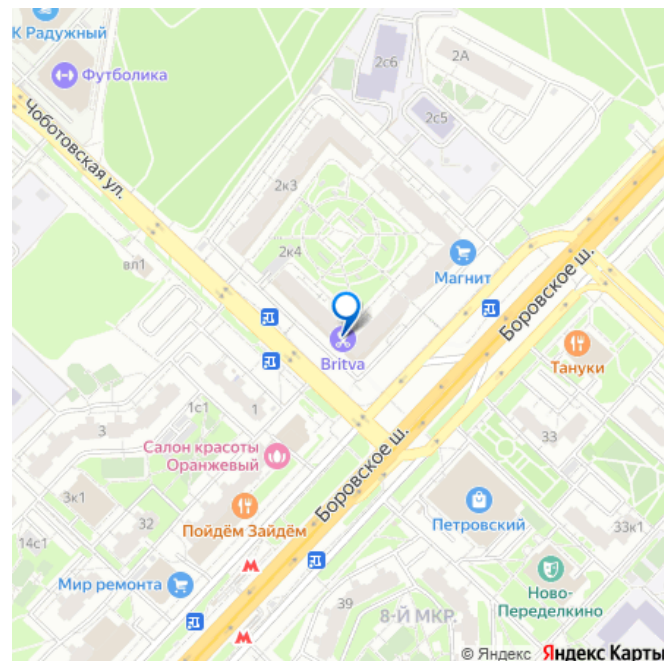 К Радужный
Футболика
2с6
2А
2с5
Чоботовская ул.
2к3
2к4
вл1
Магнит
Britva
Боровское ш.
Тануки
1с1
1
3
Салон красоты
Оранжевый
33
3к1
32
14с1
Пойдём Зайдём
Боровское ш.
Петровский
33к1
Мир ремонта
Ново-
Переделкино
39
8-Й МКР.
© Яндекс Яндекс Карты